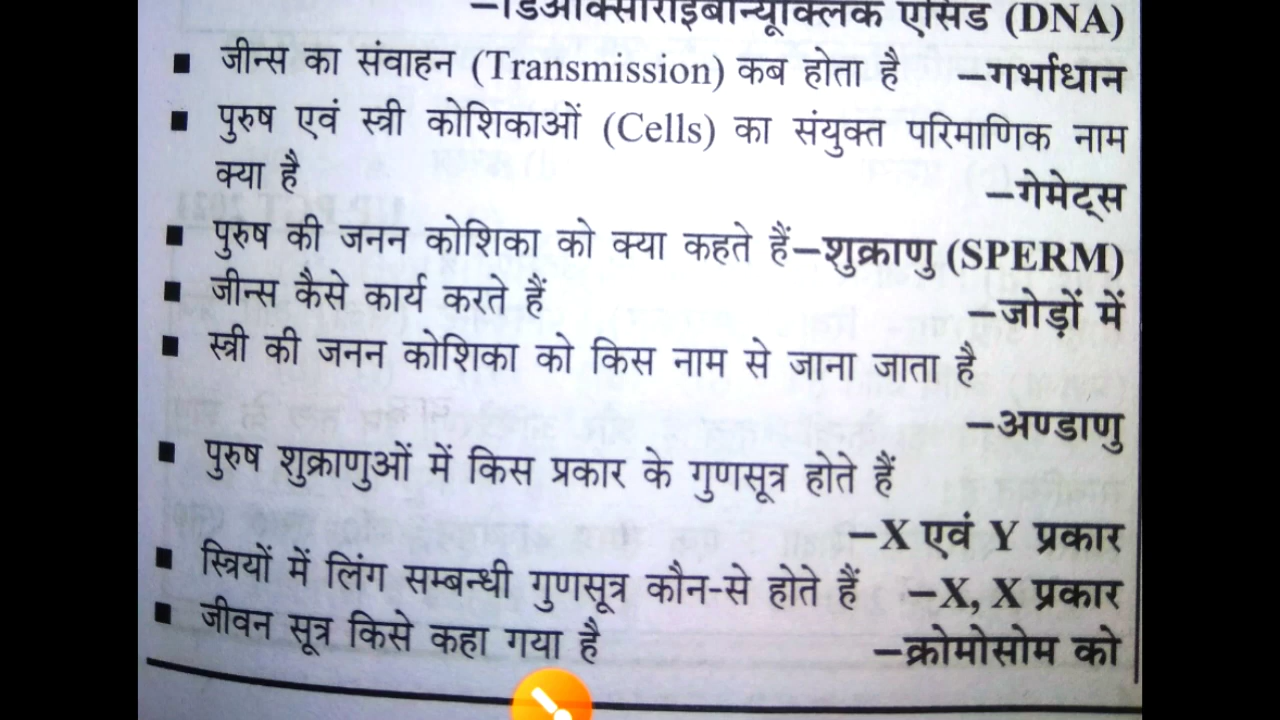 –डिऑक्सीराइबोन्यूक्लिक एसिड (DNA)
▪ जीन्स का संवाहन (Transmission) कब होता है –गर्भाधान
▪ पुरुष एवं स्त्री कोशिकाओं (Cells) का संयुक्त परिमाणिक नाम
क्या है –गेमेट्स
▪ पुरुष की जनन कोशिका को क्या कहते हैं–शुक्राणु (SPERM)
▪ जीन्स कैसे कार्य करते हैं –जोड़ों में
▪ स्त्री की जनन कोशिका को किस नाम से जाना जाता है
–अण्डाणु
▪ पुरुष शुक्राणुओं में किस प्रकार के गुणसूत्र होते हैं
–X एवं Y प्रकार
▪ स्त्रियों में लिंग सम्बन्धी गुणसूत्र कौन-से होते हैं –X, X प्रकार
▪ जीवन सूत्र किसे कहा गया है –क्रोमोसोम को